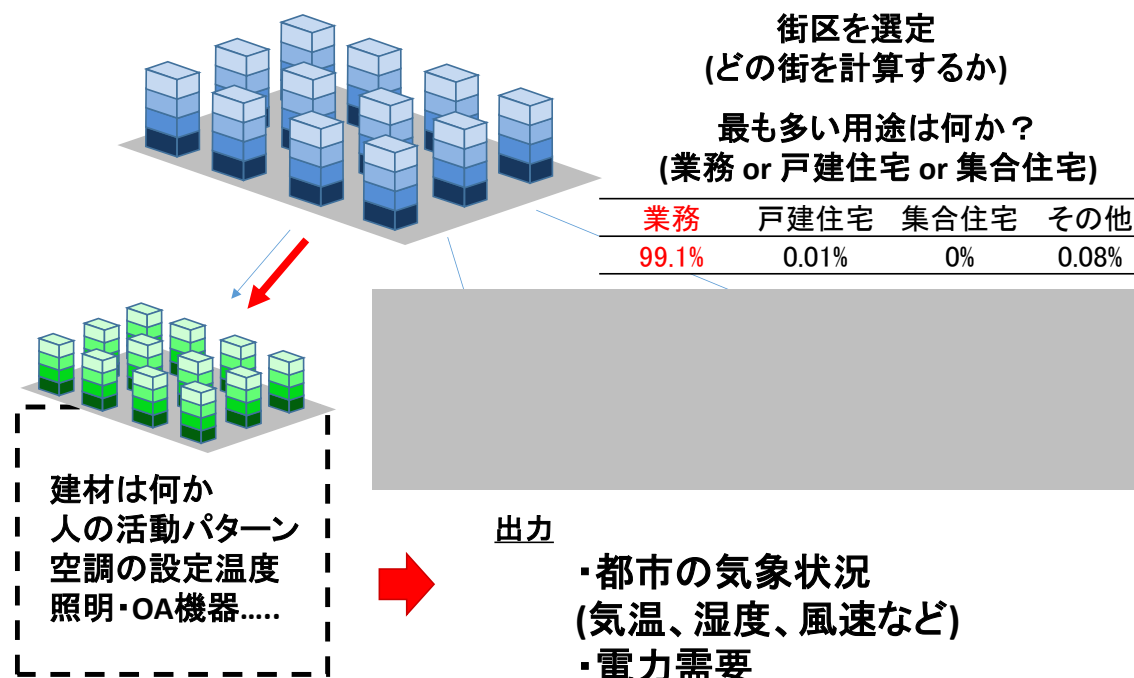 街区を選定
(どの街を計算するか)
最も多い用途は何か？
(業務 or 戸建住宅 or 集合住宅)
業務 戸建住宅 集合住宅 その他
99.1% 0.01% 0% 0.08%
建材は何か
人の活動パターン
空調の設定温度
照明・OA機器.....
出力
・都市の気象状況
(気温、湿度、風速など)
・電力需要